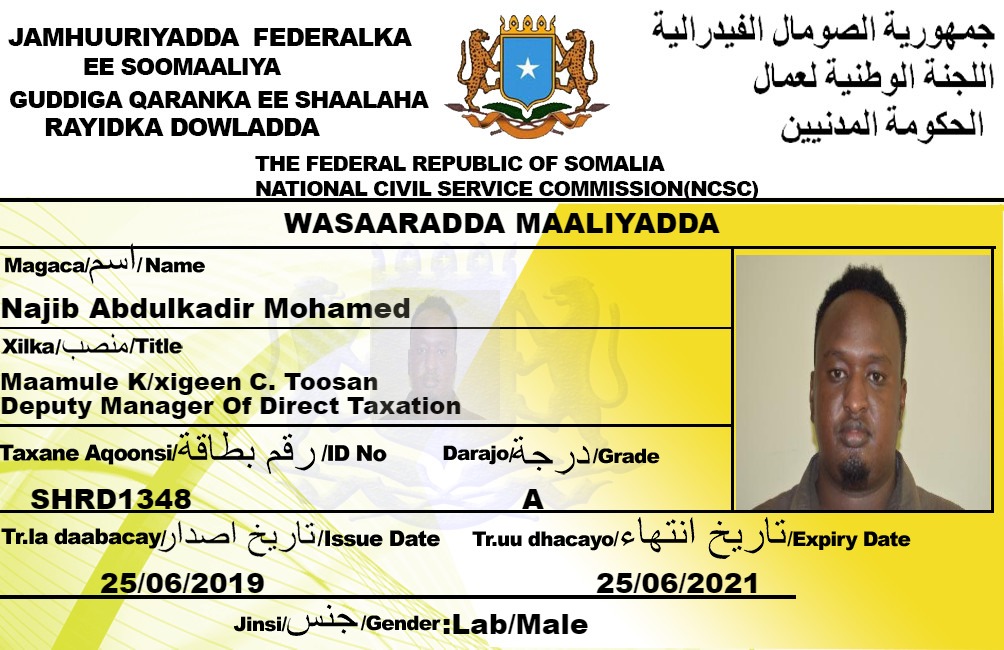 JAMHUURIYADDA FEDERALKA
EE SOOMAALIYA
GUDDIGA QARANKA EE SHAALAHA
RAYIDKA DOWLADDA
جمهورية الصومال الفيدرالية
اللجنة الوطنية لعمال
الحكومة المدنيين
THE FEDERAL REPUBLIC OF SOMALIA
NATIONAL CIVIL SERVICE COMMISSION(NCSC)
WASAARADDA MAALIYADDA
Magaca/اسم/Name
Najib Abdulkadir Mohamed
Xilka/منصب/Title
Maamule K/xigeen C. Toosan
Deputy Manager Of Direct Taxation
Taxane Aqoonsi/رقم بطاقة/ID No
Darajo/درجة/Grade
SHRD1348
A
Tr.la daabacay/تاريخ اصدار/Issue Date
Tr.uu dhacayo/تاريخ انتهاء/Expiry Date
25/06/2019
25/06/2021
Jinsi/جنس/Gender:Lab/Male